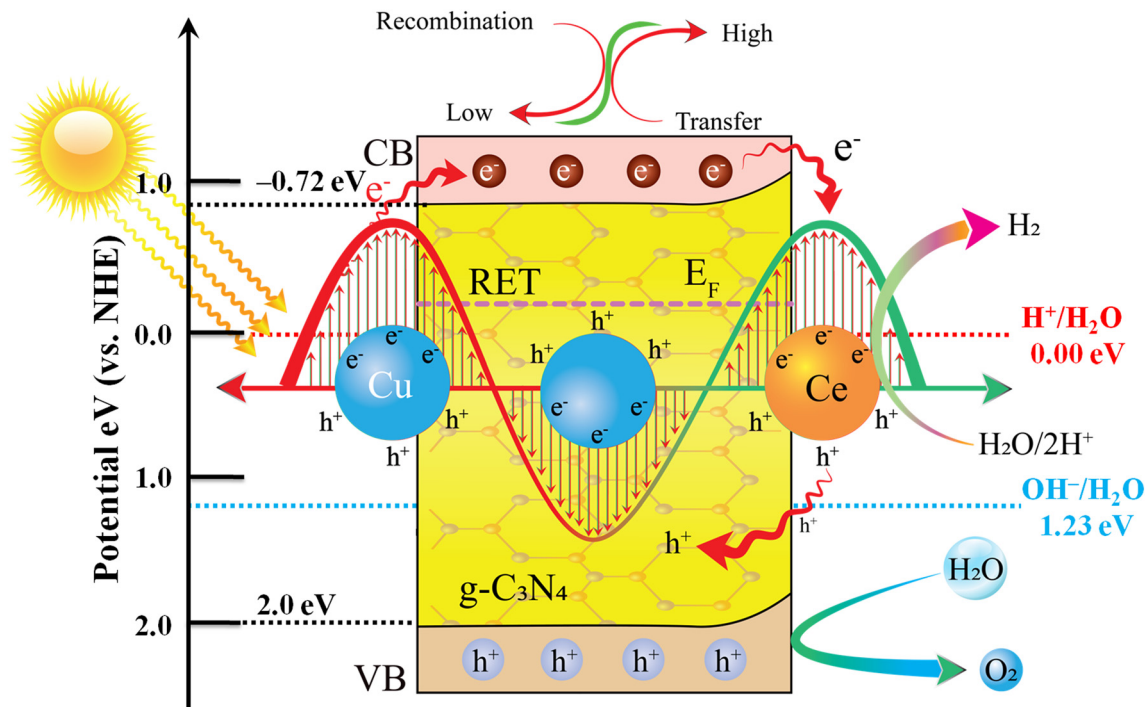 Recombination
High
Low
Transfer
CB
e⁻ e⁻ e⁻ e⁻
e⁻
e⁻
1.0
−0.72 eV
H₂
RET
E_F
Potential eV (vs. NHE)
0.0
H⁺/H₂O
0.00 eV
e⁻ e⁻ e⁻
Cu
h⁺ h⁺ h⁺
h⁺ h⁺ h⁺
e⁻ e⁻ e⁻
e⁻ e⁻ e⁻
Ce
h⁺ h⁺ h⁺
H₂O/2H⁺
1.0
OH⁻/H₂O
1.23 eV
h⁺
h⁺
g-C₃N₄
H₂O
2.0 eV
2.0
h⁺ h⁺ h⁺ h⁺
VB
O₂